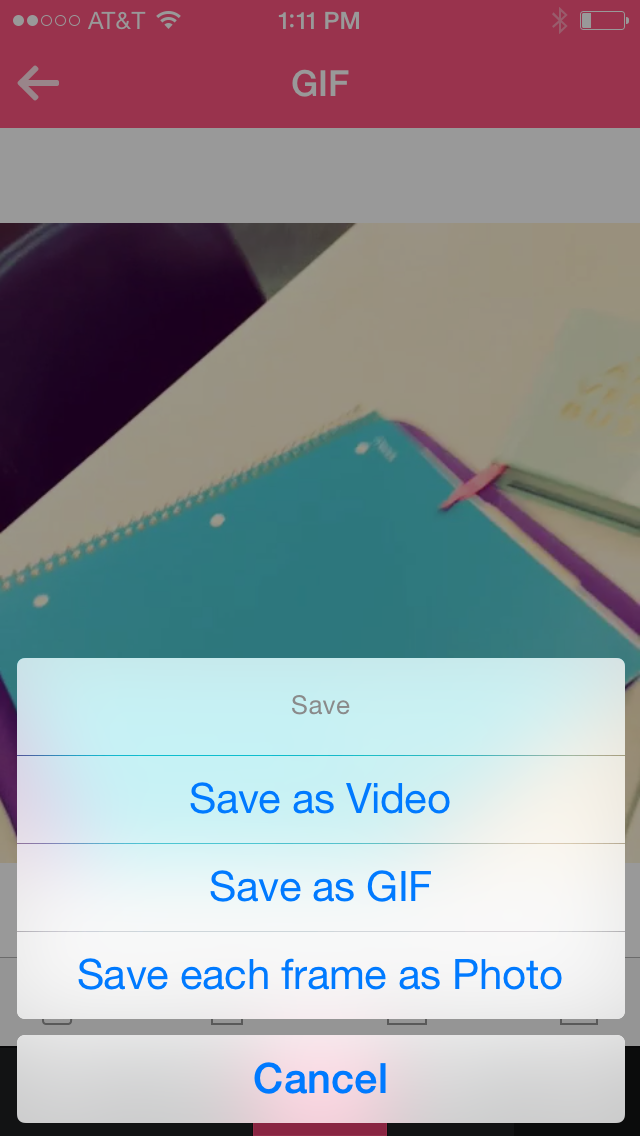 AT&T 1:11 PM
GIF
Save
Save as Video
Save as GIF
Save each frame as Photo
Cancel